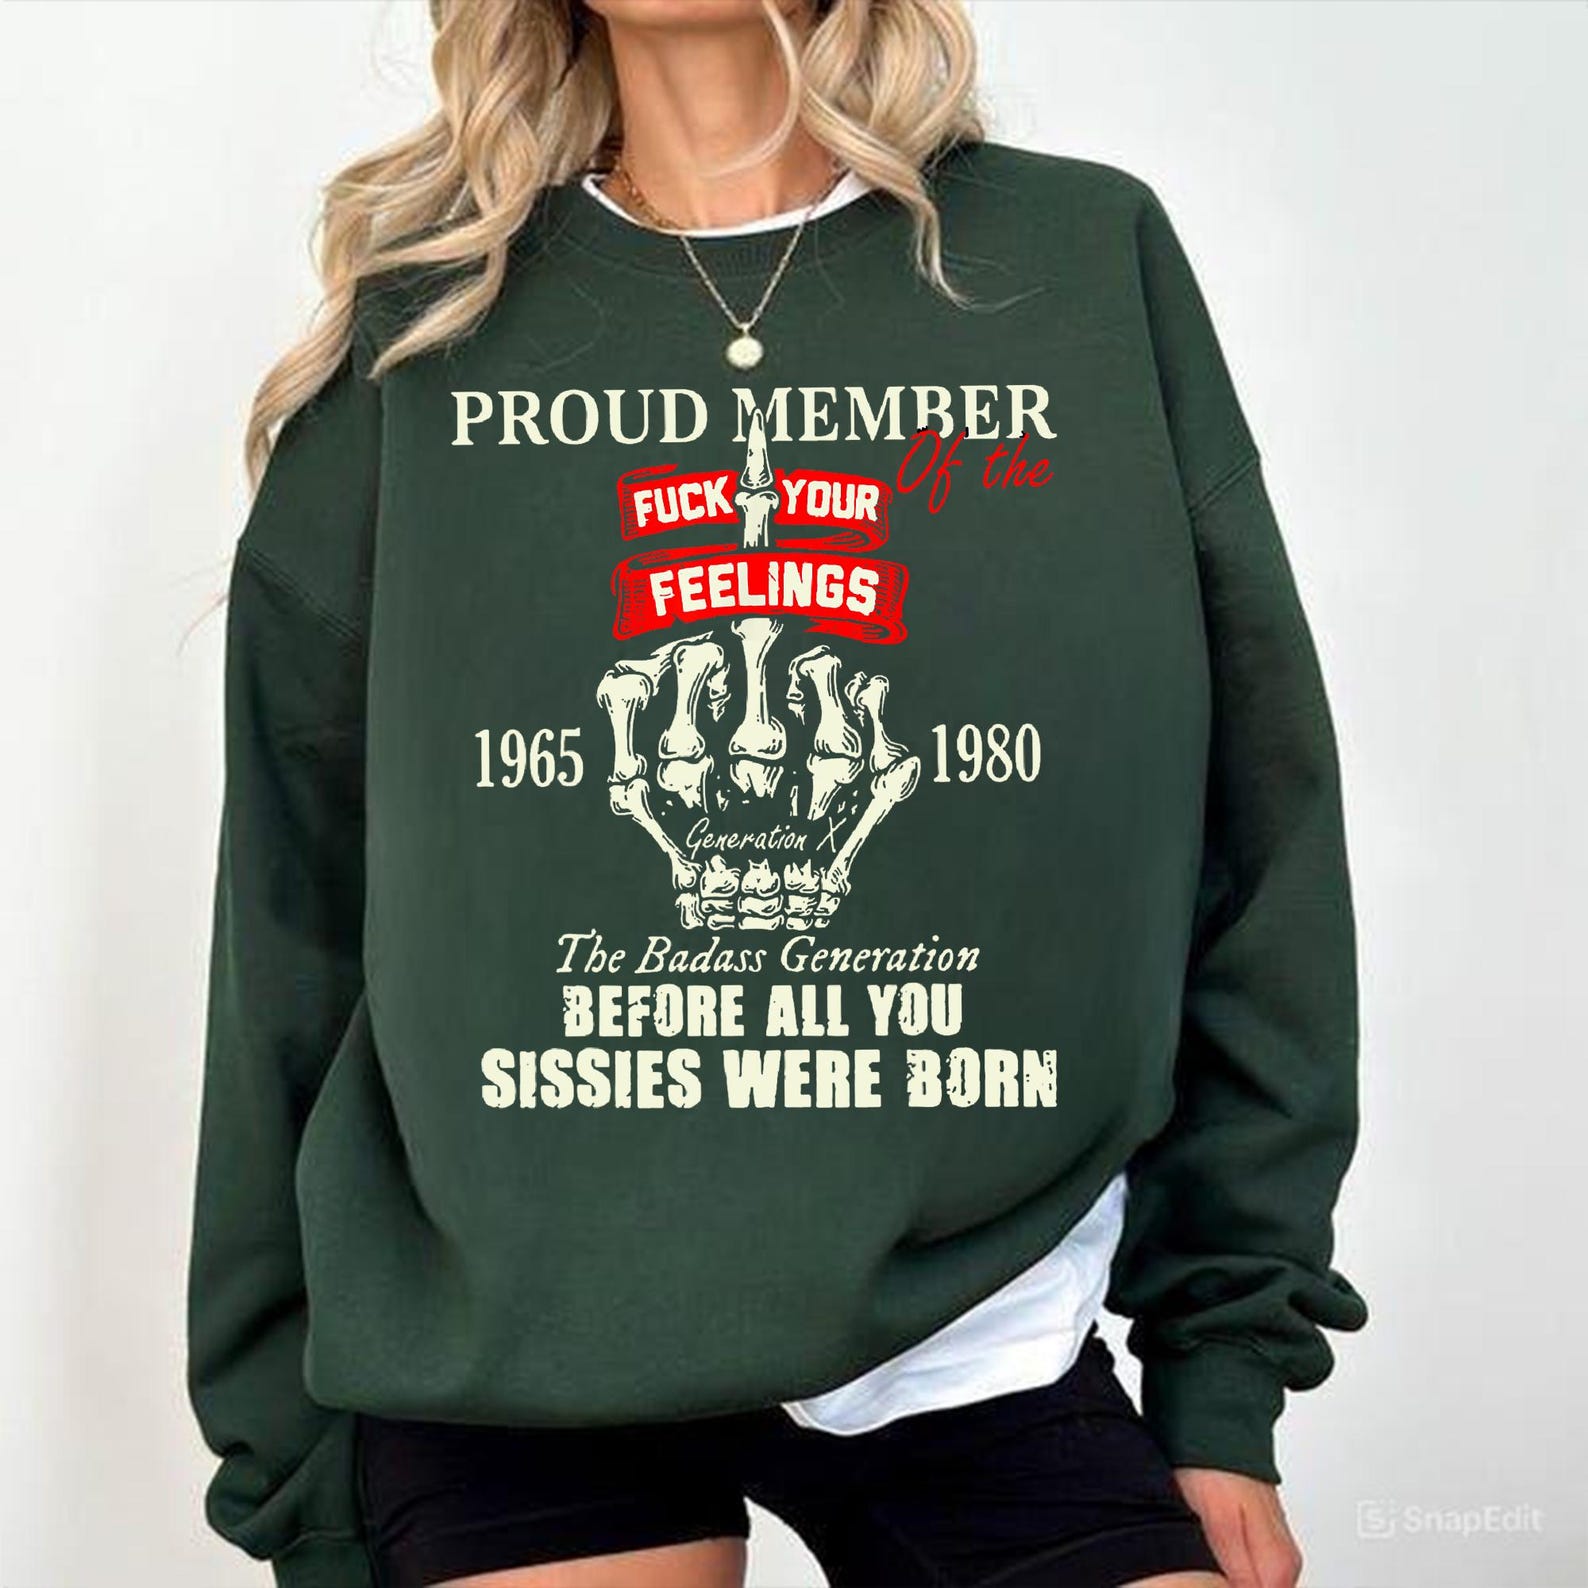 PROUD MEMBER
Of the
FUCK YOUR
FEELINGS
1965 1980
Generation X
The Badass Generation
BEFORE ALL YOU
SISSIES WERE BORN
SnapEdit